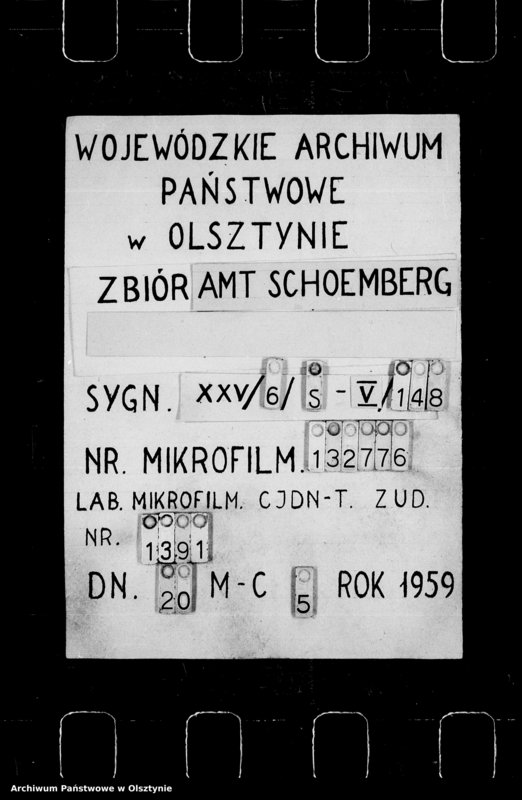 WOJEWÓDZKIE ARCHIWUM
PAŃSTWOWE
w OLSZTYNIE
ZBIÓR AMT SCHOEMBERG
SYGN. XXV/6/S-V/148
NR. MIKROFILM. 132776
LAB. MIKROFILM. CJDN-T. ZUD.
NR. 1391
DN. 20 M-C 5 ROK 1959
Archiwum Państwowe w Olsztynie